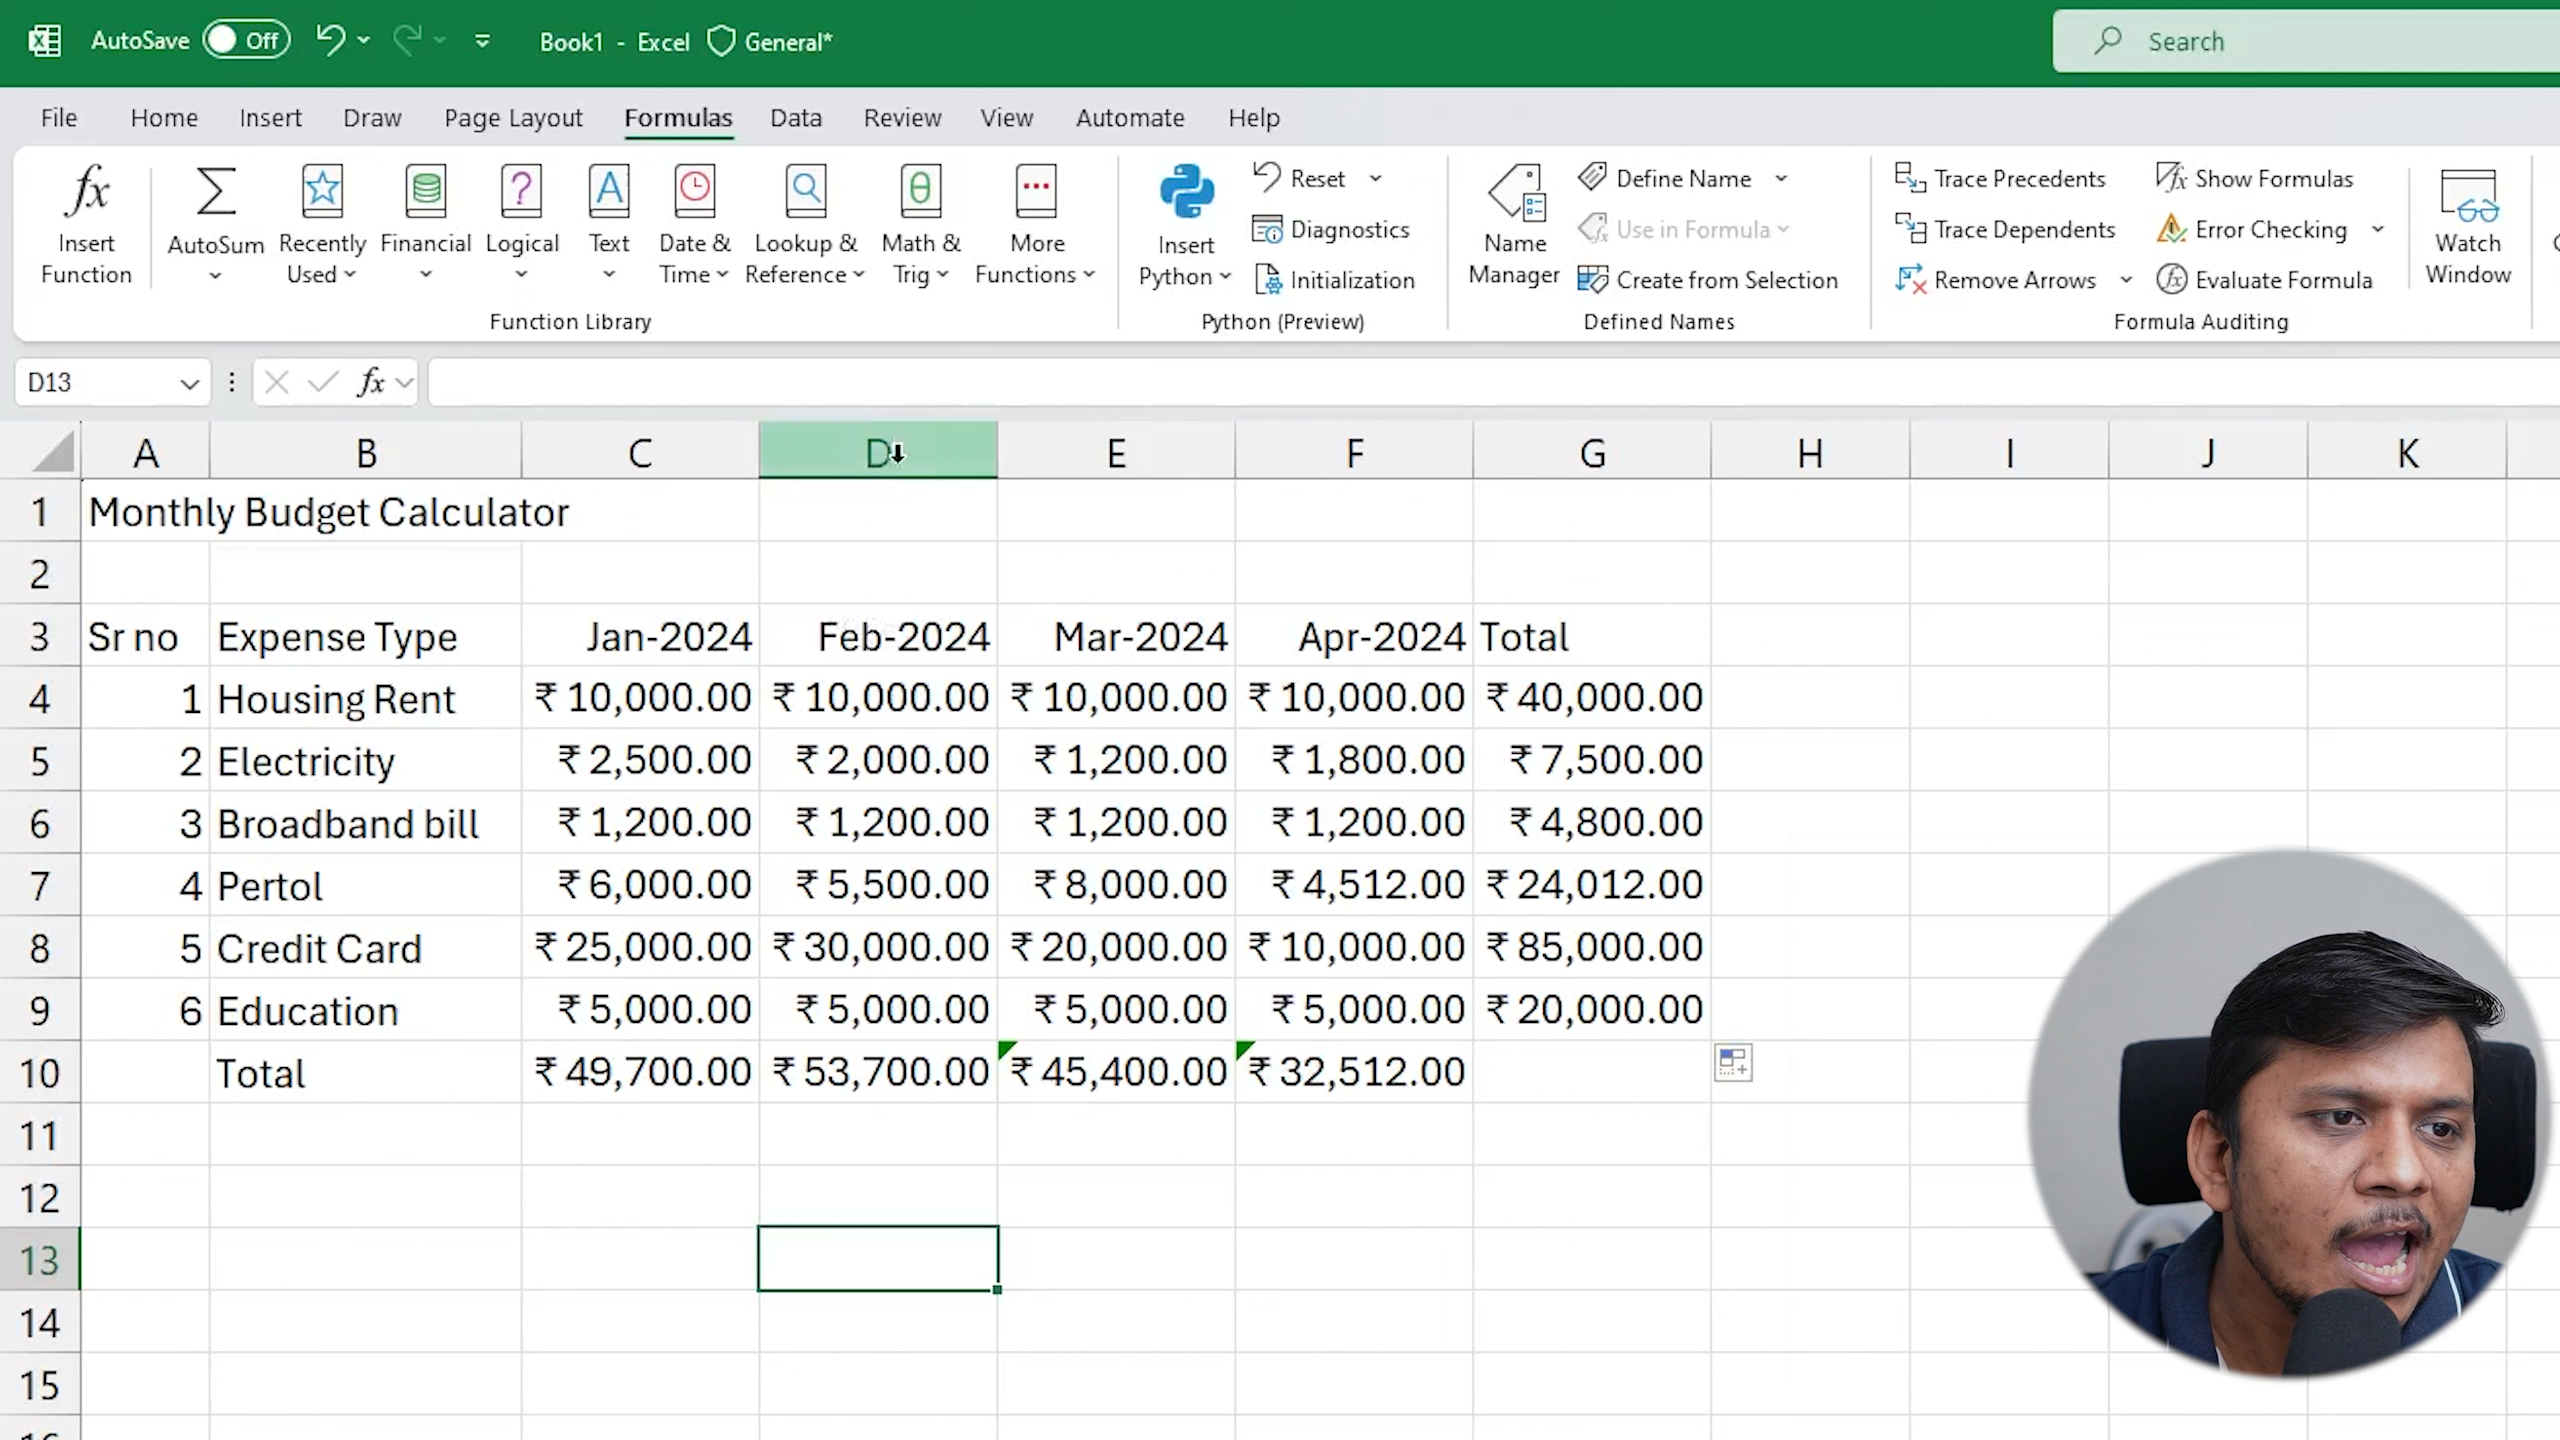 AutoSave Off Book1 - Excel General* Search
File Home Insert Draw Page Layout Formulas Data Review View Automate Help
fx Insert Function
AutoSum
Recently Used
Financial
Logical
Text
Date & Time
Lookup & Reference
Math & Trig
More Functions
Function Library
Insert Python
Reset
Diagnostics
Initialization
Python (Preview)
Name Manager
Define Name
Use in Formula
Create from Selection
Defined Names
Trace Precedents
Trace Dependents
Remove Arrows
Show Formulas
Error Checking
Evaluate Formula
Formula Auditing
Watch Window
D13 fx
A B C D E F G H I J K
1 Monthly Budget Calculator
2
3 Sr no Expense Type Jan-2024 Feb-2024 Mar-2024 Apr-2024 Total
4 1 Housing Rent ₹ 10,000.00 ₹ 10,000.00 ₹ 10,000.00 ₹ 10,000.00 ₹ 40,000.00
5 2 Electricity ₹ 2,500.00 ₹ 2,000.00 ₹ 1,200.00 ₹ 1,800.00 ₹ 7,500.00
6 3 Broadband bill ₹ 1,200.00 ₹ 1,200.00 ₹ 1,200.00 ₹ 1,200.00 ₹ 4,800.00
7 4 Pertol ₹ 6,000.00 ₹ 5,500.00 ₹ 8,000.00 ₹ 4,512.00 ₹ 24,012.00
8 5 Credit Card ₹ 25,000.00 ₹ 30,000.00 ₹ 20,000.00 ₹ 10,000.00 ₹ 85,000.00
9 6 Education ₹ 5,000.00 ₹ 5,000.00 ₹ 5,000.00 ₹ 5,000.00 ₹ 20,000.00
10 Total ₹ 49,700.00 ₹ 53,700.00 ₹ 45,400.00 ₹ 32,512.00
11
12
13
14
15